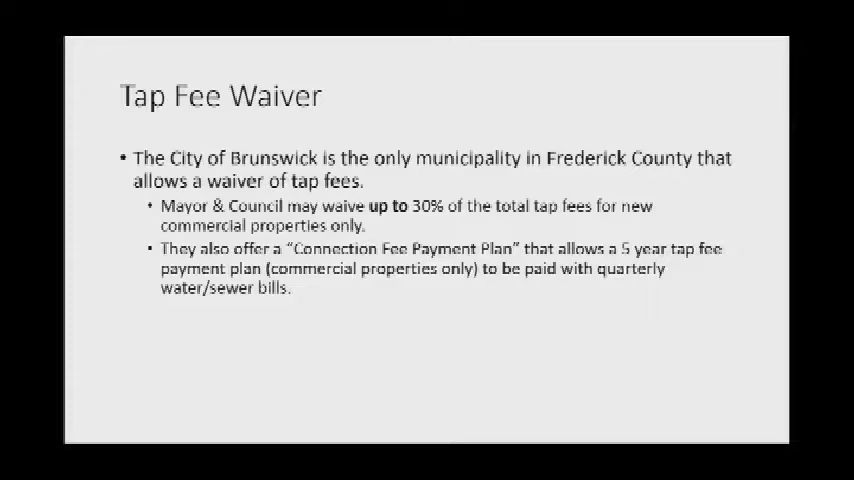 Tap Fee Waiver
• The City of Brunswick is the only municipality in Frederick County that
allows a waiver of tap fees.
• Mayor & Council may waive up to 30% of the total tap fees for new
commercial properties only.
• They also offer a “Connection Fee Payment Plan” that allows a 5 year tap fee
payment plan (commercial properties only) to be paid with quarterly
water/sewer bills.